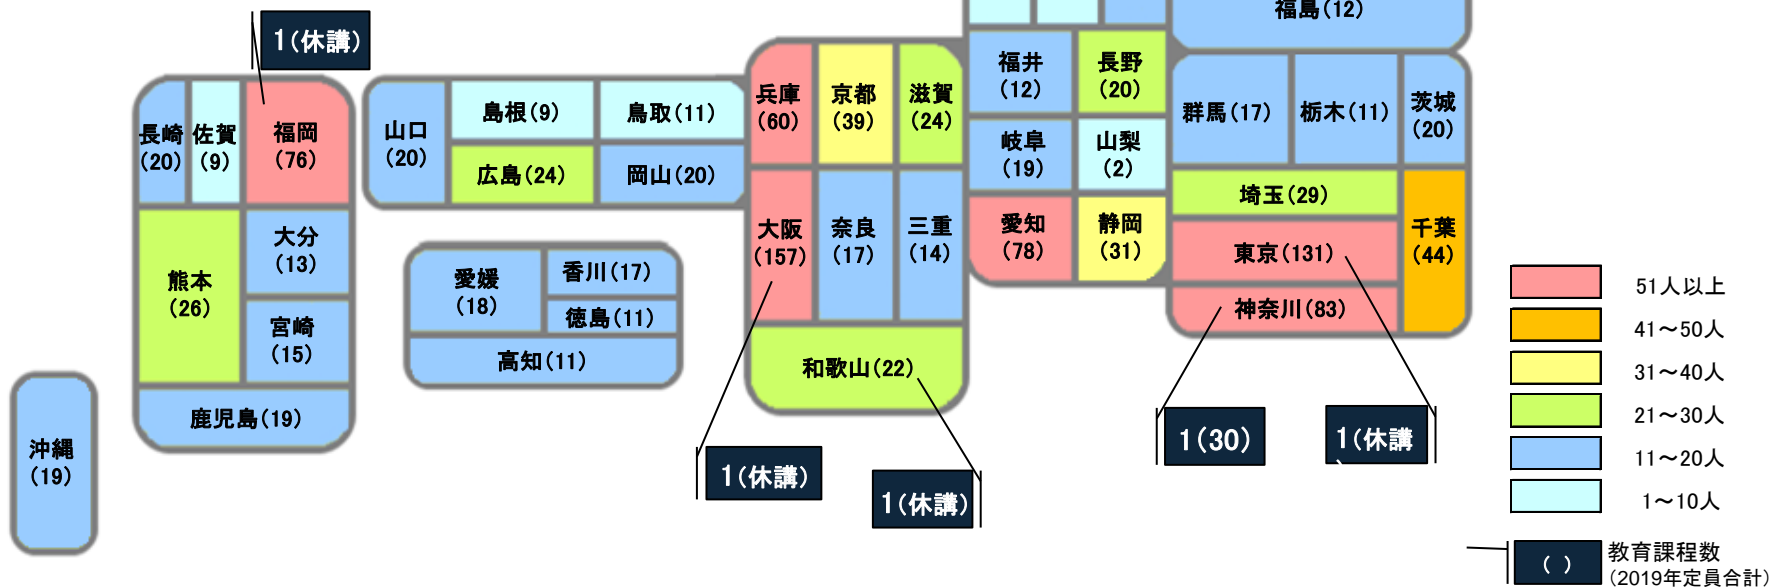 福島(12)
1(休講)
長崎
(20)
佐賀
(9)
福岡
(76)
熊本
(26)
大分
(13)
宮崎
(15)
鹿児島(19)
沖縄
(19)
山口
(20)
島根(9)
鳥取(11)
広島(24)
岡山(20)
愛媛
(18)
香川(17)
徳島(11)
高知(11)
兵庫
(60)
京都
(39)
滋賀
(24)
大阪
(157)
奈良
(17)
三重
(14)
和歌山(22)
1(休講)
1(休講)
福井
(12)
長野
(20)
岐阜
(19)
山梨
(2)
愛知
(78)
静岡
(31)
群馬(17)
栃木(11)
茨城
(20)
埼玉(29)
東京(131)
神奈川(83)
千葉
(44)
1(30)
1(休講
)
51人以上
41～50人
31～40人
21～30人
11～20人
1～10人
( )
教育課程数
(2019年定員合計)